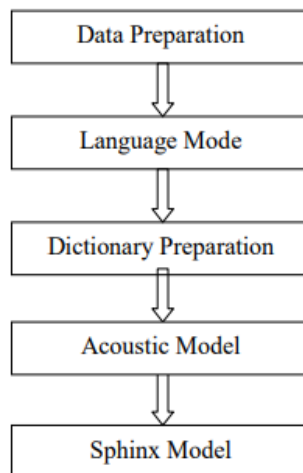 Data Preparation
Language Mode
Dictionary Preparation
Acoustic Model
Sphinx Model